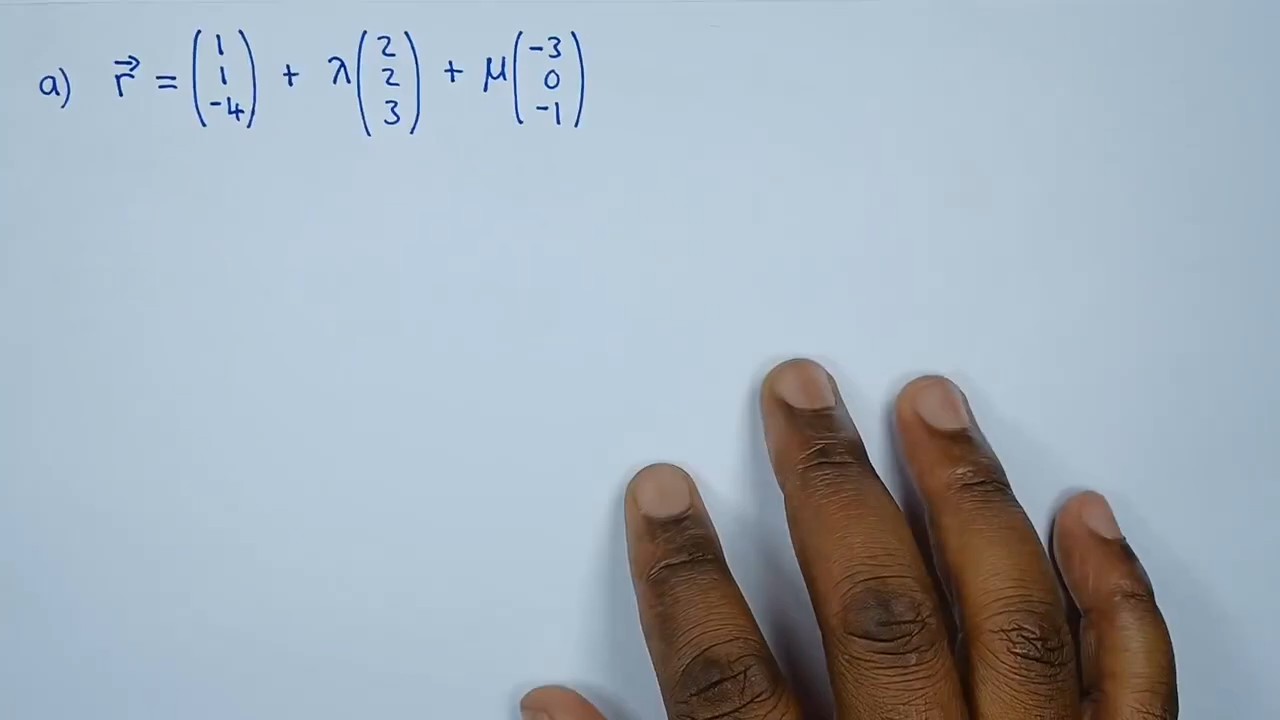 a) r⃗ = (1 1 -4) + λ(2 2 3) + μ(-3 0 -1)